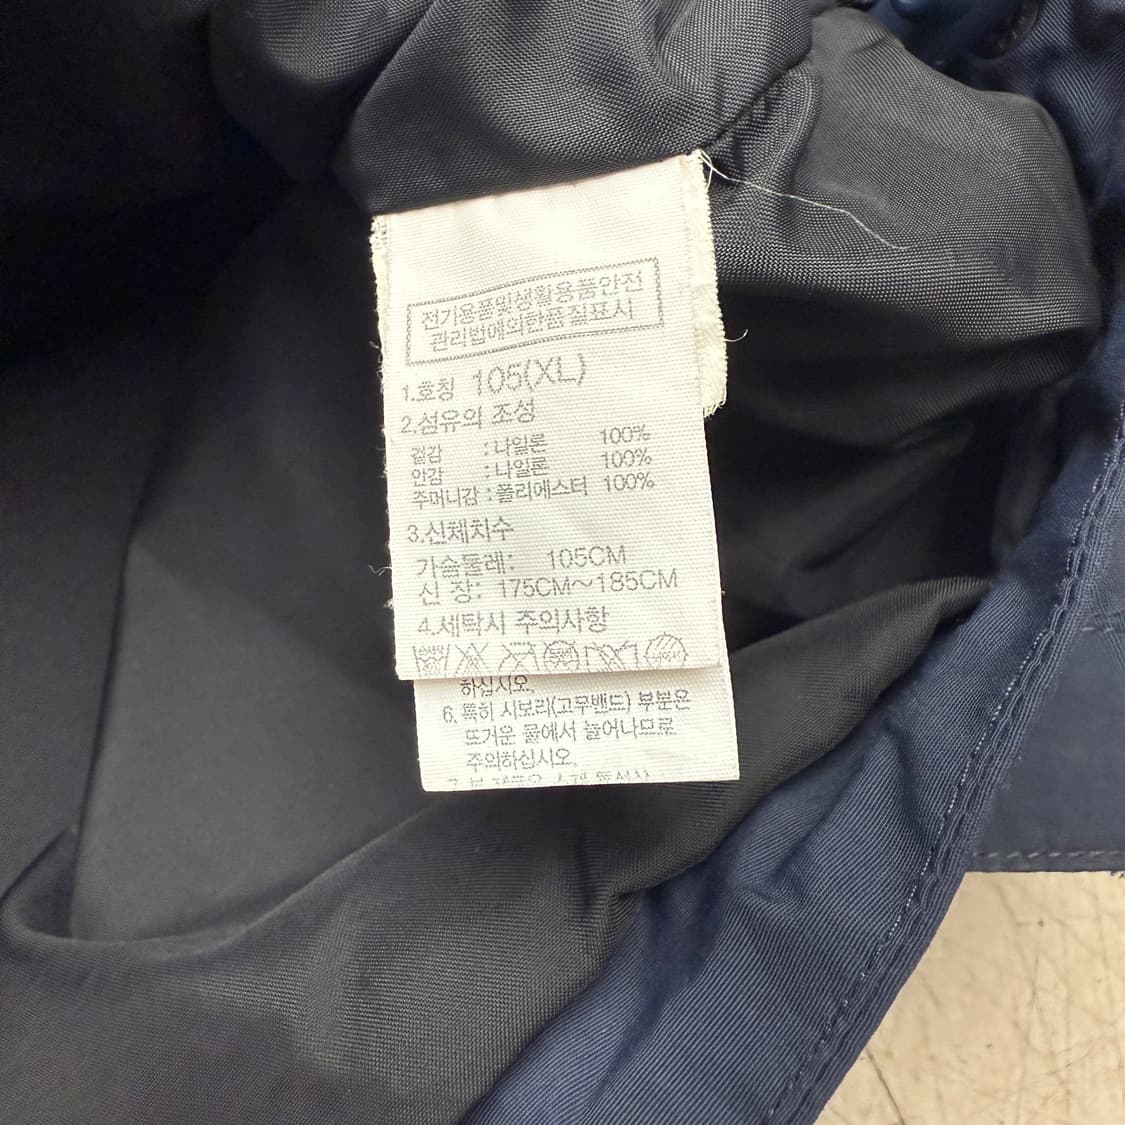 전기용품및생활용품안전
관리법에의한품질표시
1.호칭 105(XL)
2.섬유의 조성
겉감 : 나일론 100%
안감 : 나일론 100%
주머니감 : 폴리에스터 100%
3.신체치수
가슴둘레: 105CM
신 장: 175CM~185CM
4.세탁시 주의사항
하십시오.
6. 특히 시보리(고무밴드) 부분은
뜨거운 물에서 늘어나므로
주의하십시오.